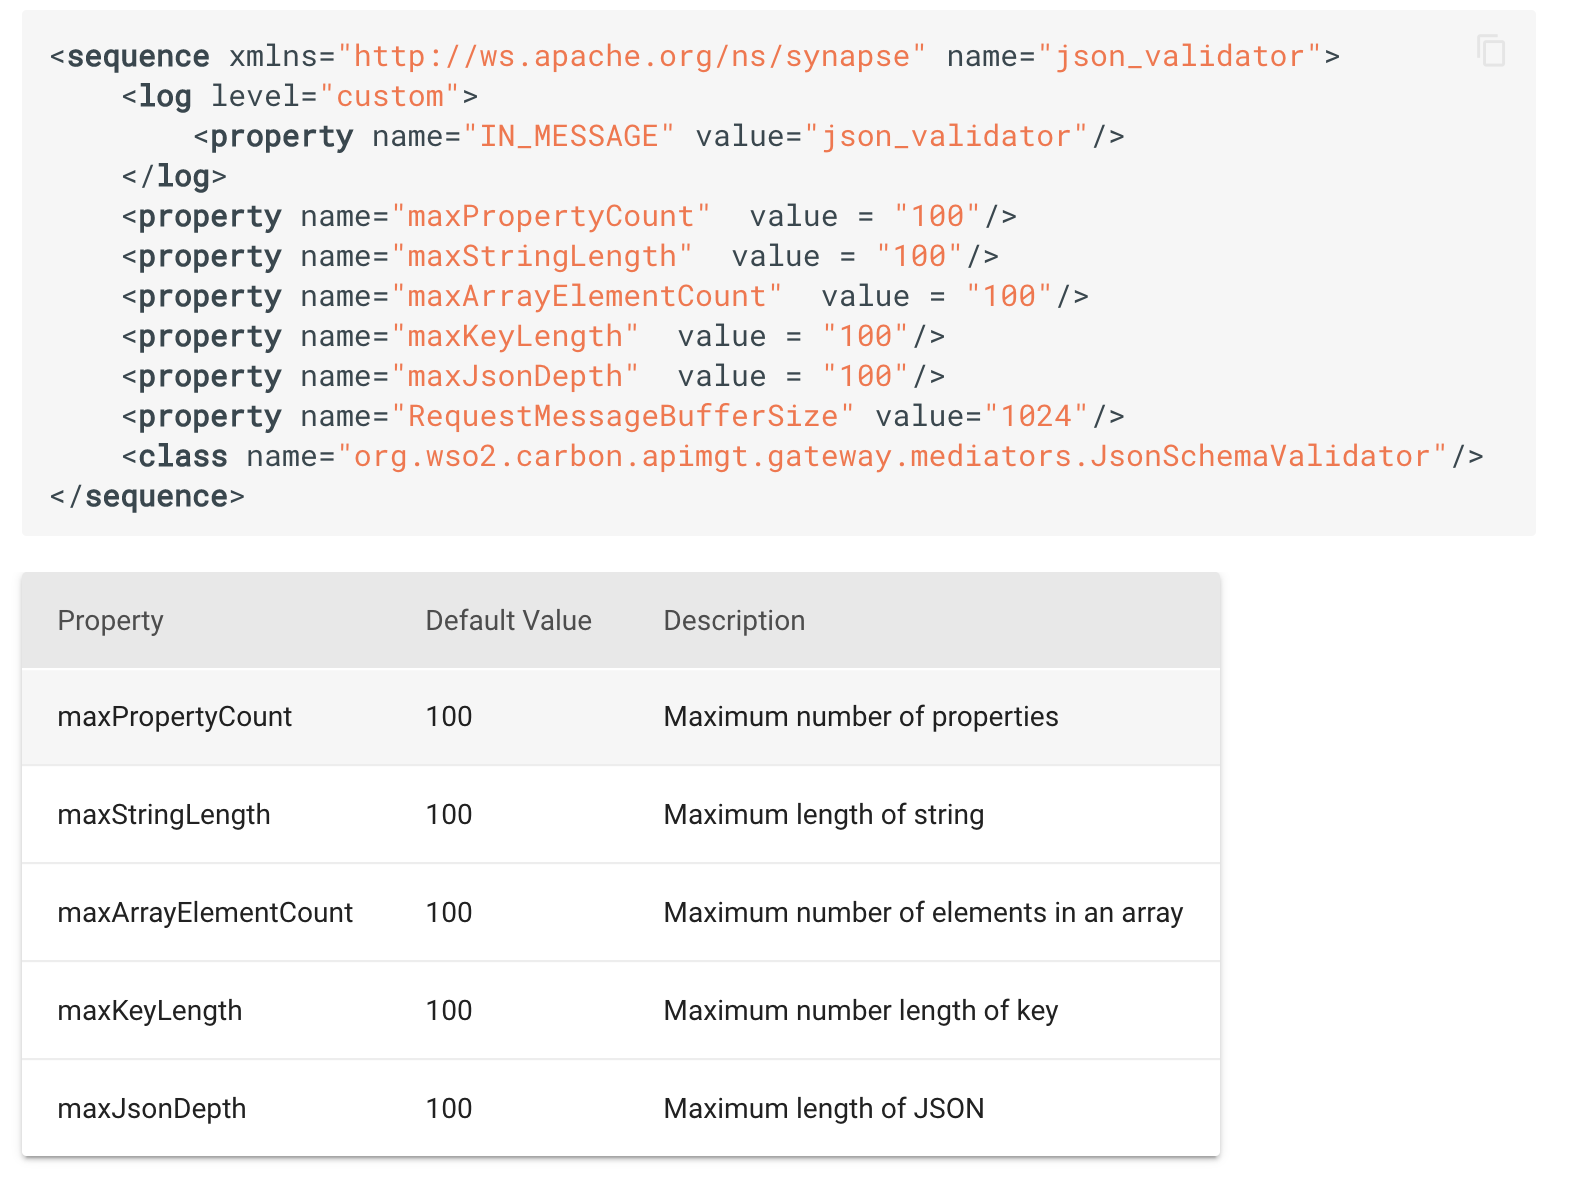 <sequence xmlns="http://ws.apache.org/ns/synapse" name="json_validator">
    <log level="custom">
        <property name="IN_MESSAGE" value="json_validator"/>
    </log>
    <property name="maxPropertyCount"  value = "100"/>
    <property name="maxStringLength"  value = "100"/>
    <property name="maxArrayElementCount"  value = "100"/>
    <property name="maxKeyLength"  value = "100"/>
    <property name="maxJsonDepth"  value = "100"/>
    <property name="RequestMessageBufferSize" value="1024"/>
    <class name="org.wso2.carbon.apimgt.gateway.mediators.JsonSchemaValidator"/>
</sequence>
Property Default Value Description
maxPropertyCount 100 Maximum number of properties
maxStringLength 100 Maximum length of string
maxArrayElementCount 100 Maximum number of elements in an array
maxKeyLength 100 Maximum number length of key
maxJsonDepth 100 Maximum length of JSON